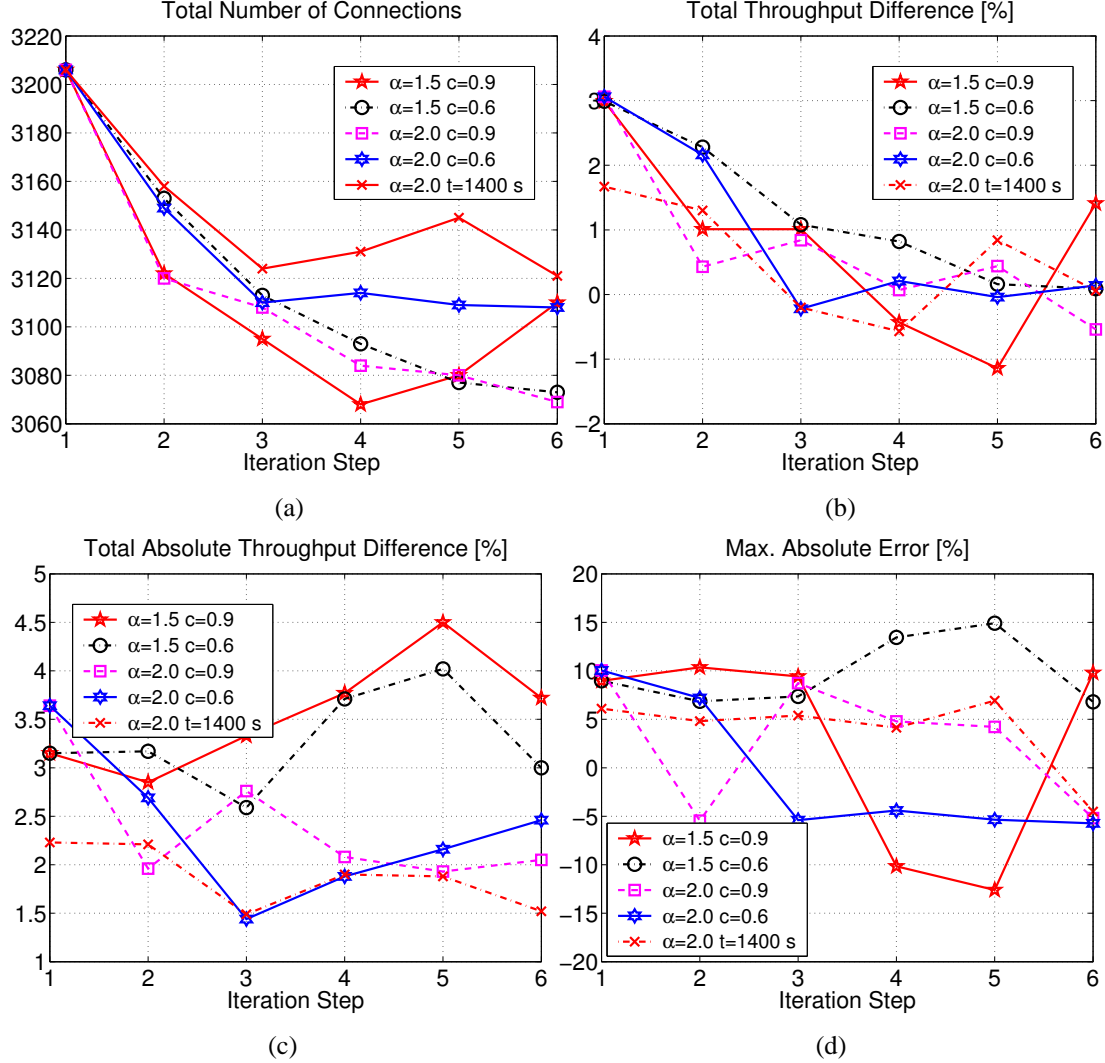 Total Number of Connections
3220
3200
3180
3160
3140
3120
3100
3080
3060
α=1.5 c=0.9
α=1.5 c=0.6
α=2.0 c=0.9
α=2.0 c=0.6
α=2.0 t=1400 s
1 2 3 4 5 6
Iteration Step
(a)
Total Throughput Difference [%]
4
3
2
1
0
−1
−2
α=1.5 c=0.9
α=1.5 c=0.6
α=2.0 c=0.9
α=2.0 c=0.6
α=2.0 t=1400 s
1 2 3 4 5 6
Iteration Step
(b)
Total Absolute Throughput Difference [%]
5
4.5
4
3.5
3
2.5
2
1.5
1
α=1.5 c=0.9
α=1.5 c=0.6
α=2.0 c=0.9
α=2.0 c=0.6
α=2.0 t=1400 s
1 2 3 4 5 6
Iteration Step
(c)
Max. Absolute Error [%]
20
15
10
5
0
−5
−10
−15
−20
α=1.5 c=0.9
α=1.5 c=0.6
α=2.0 c=0.9
α=2.0 c=0.6
α=2.0 t=1400 s
1 2 3 4 5 6
Iteration Step
(d)